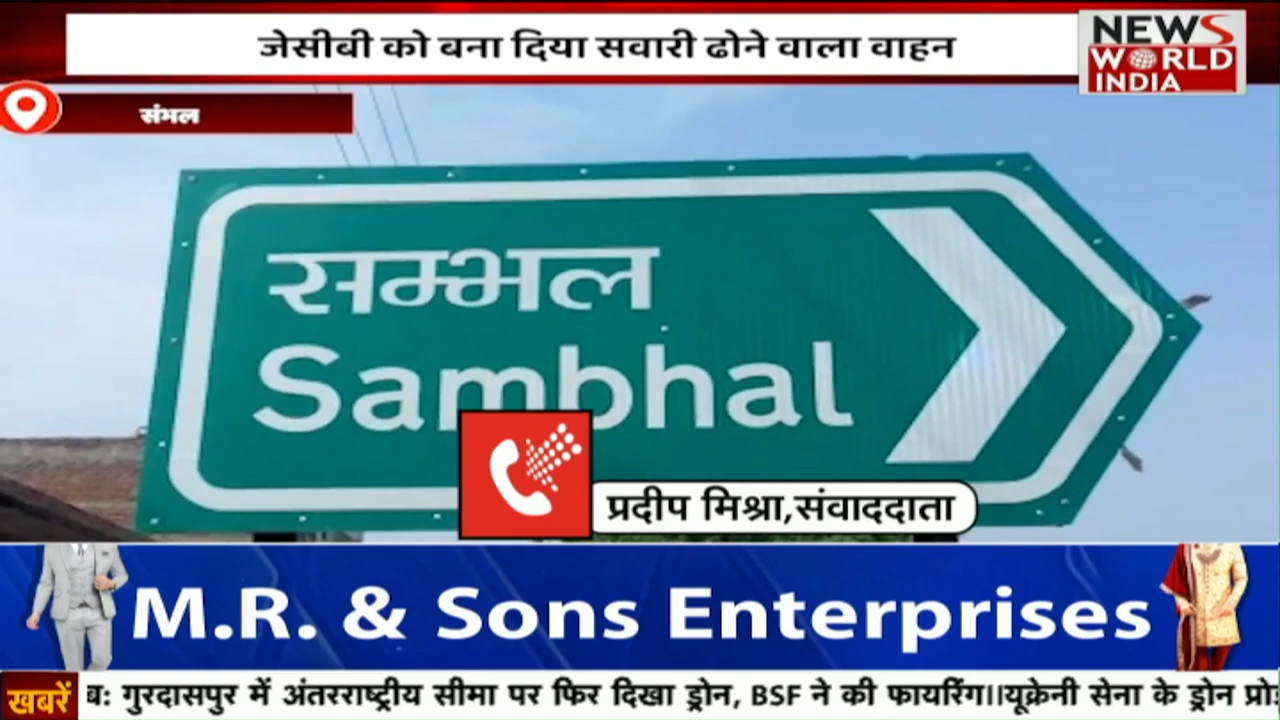 जेसीबी को बना दिया सवारी ढोने वाला वाहन
NEWS
WORLD
INDIA
संभल
सम्भल
Sambhal
प्रदीप मिश्रा,संवाददाता
M.R. & Sons Enterprises
खबरें
ब: गुरदासपुर में अंतरराष्ट्रीय सीमा पर फिर दिखा ड्रोन, BSF ने की फायरिंग||यूक्रेनी सेना के ड्रोन प्रो